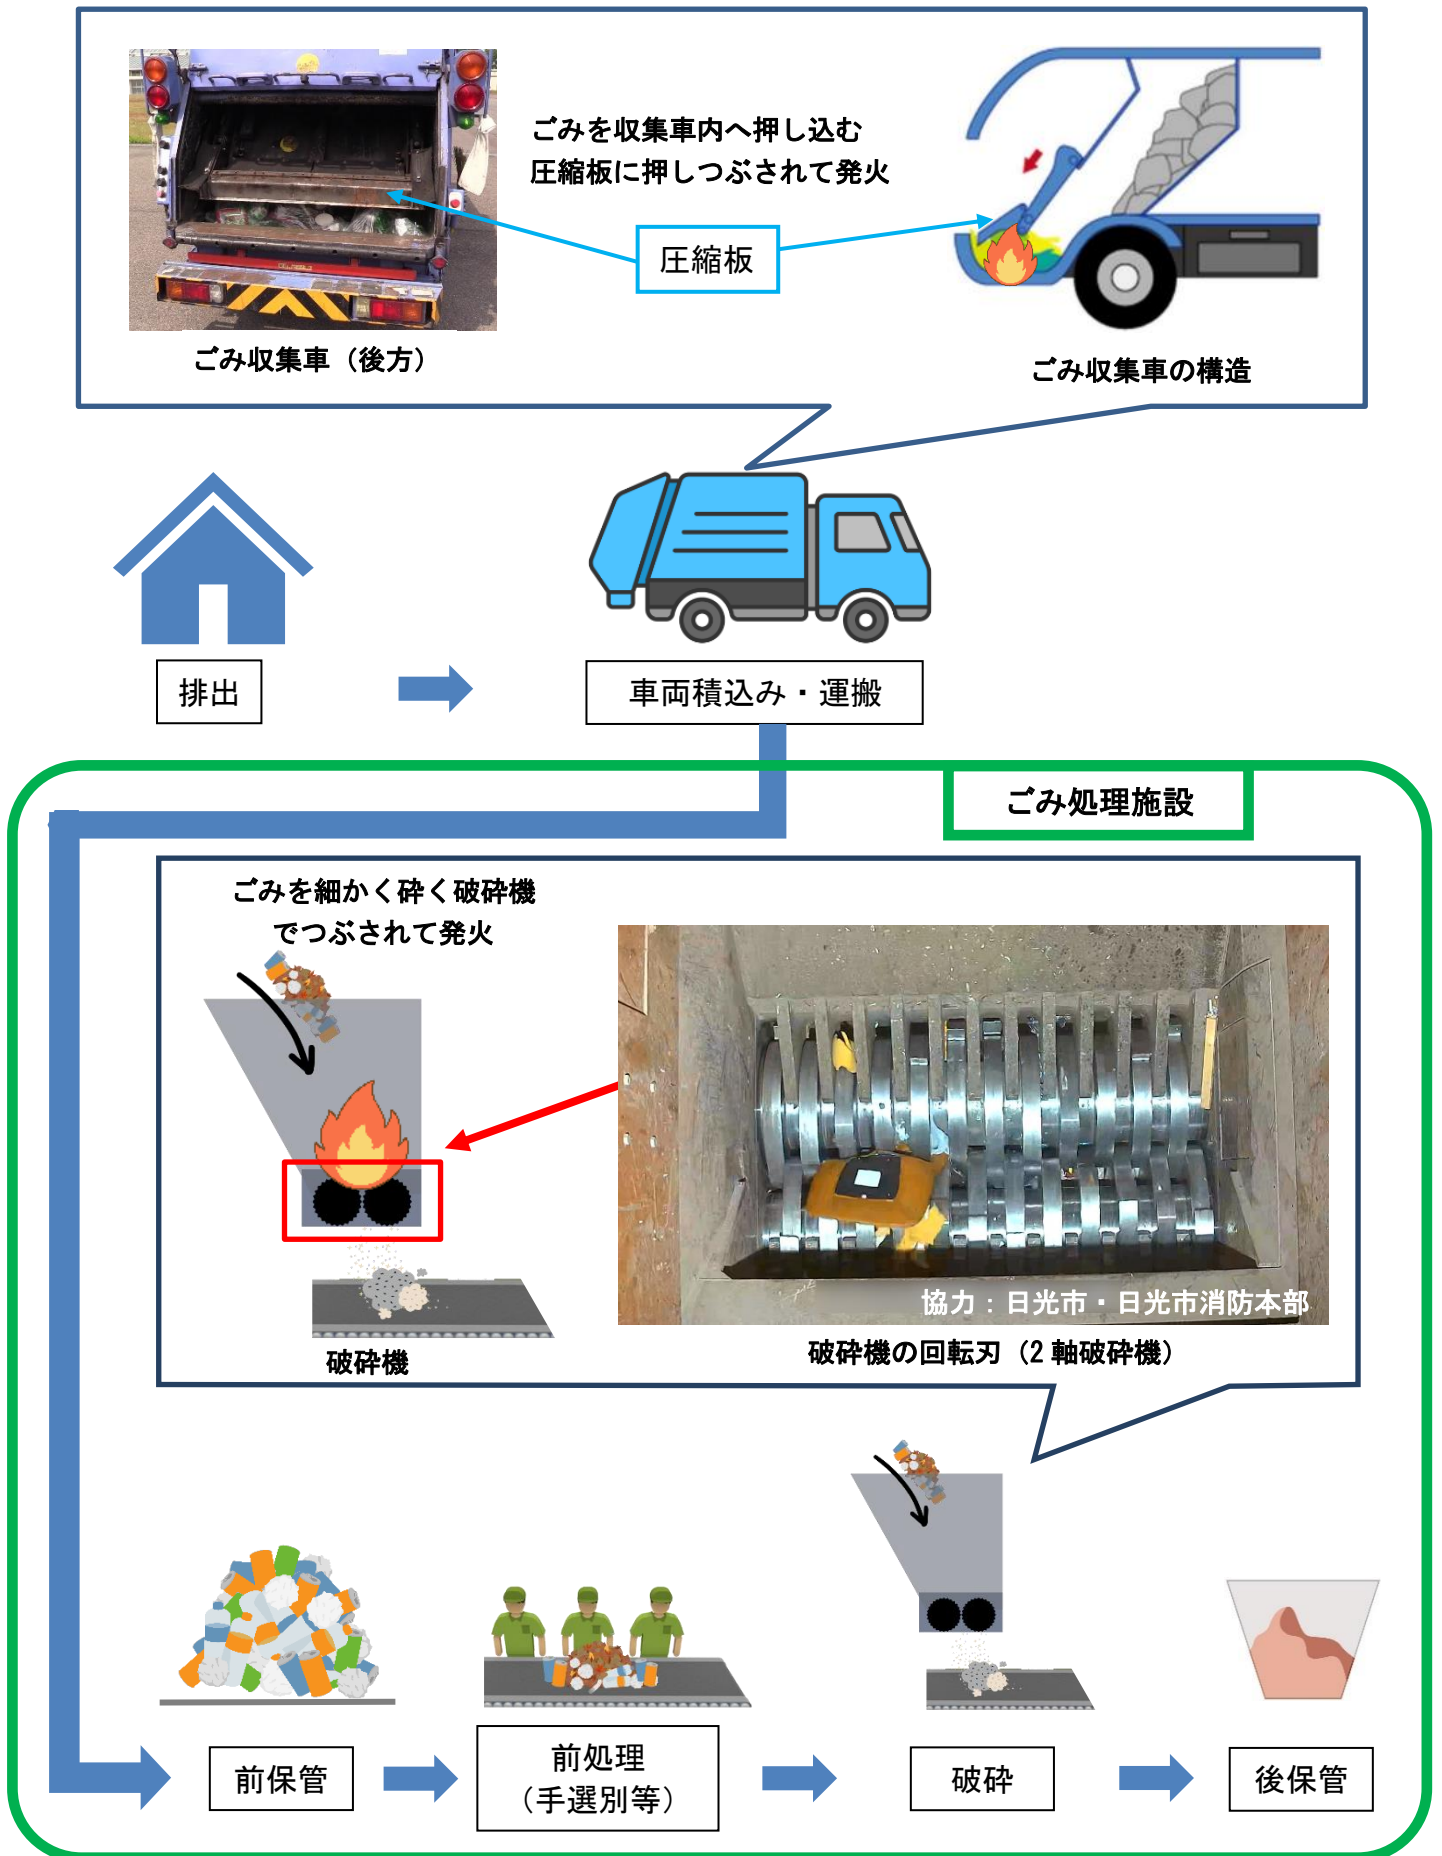 ごみを収集車内へ押し込む
圧縮板に押しつぶされて発火
圧縮板
ごみ収集車（後方）
ごみ収集車の構造
排出
車両積込み・運搬
ごみ処理施設
ごみを細かく砕く破砕機
でつぶされて発火
協力：日光市・日光市消防本部
破砕機
破砕機の回転刃（2軸破砕機）
前保管
前処理
（手選別等）
破砕
後保管